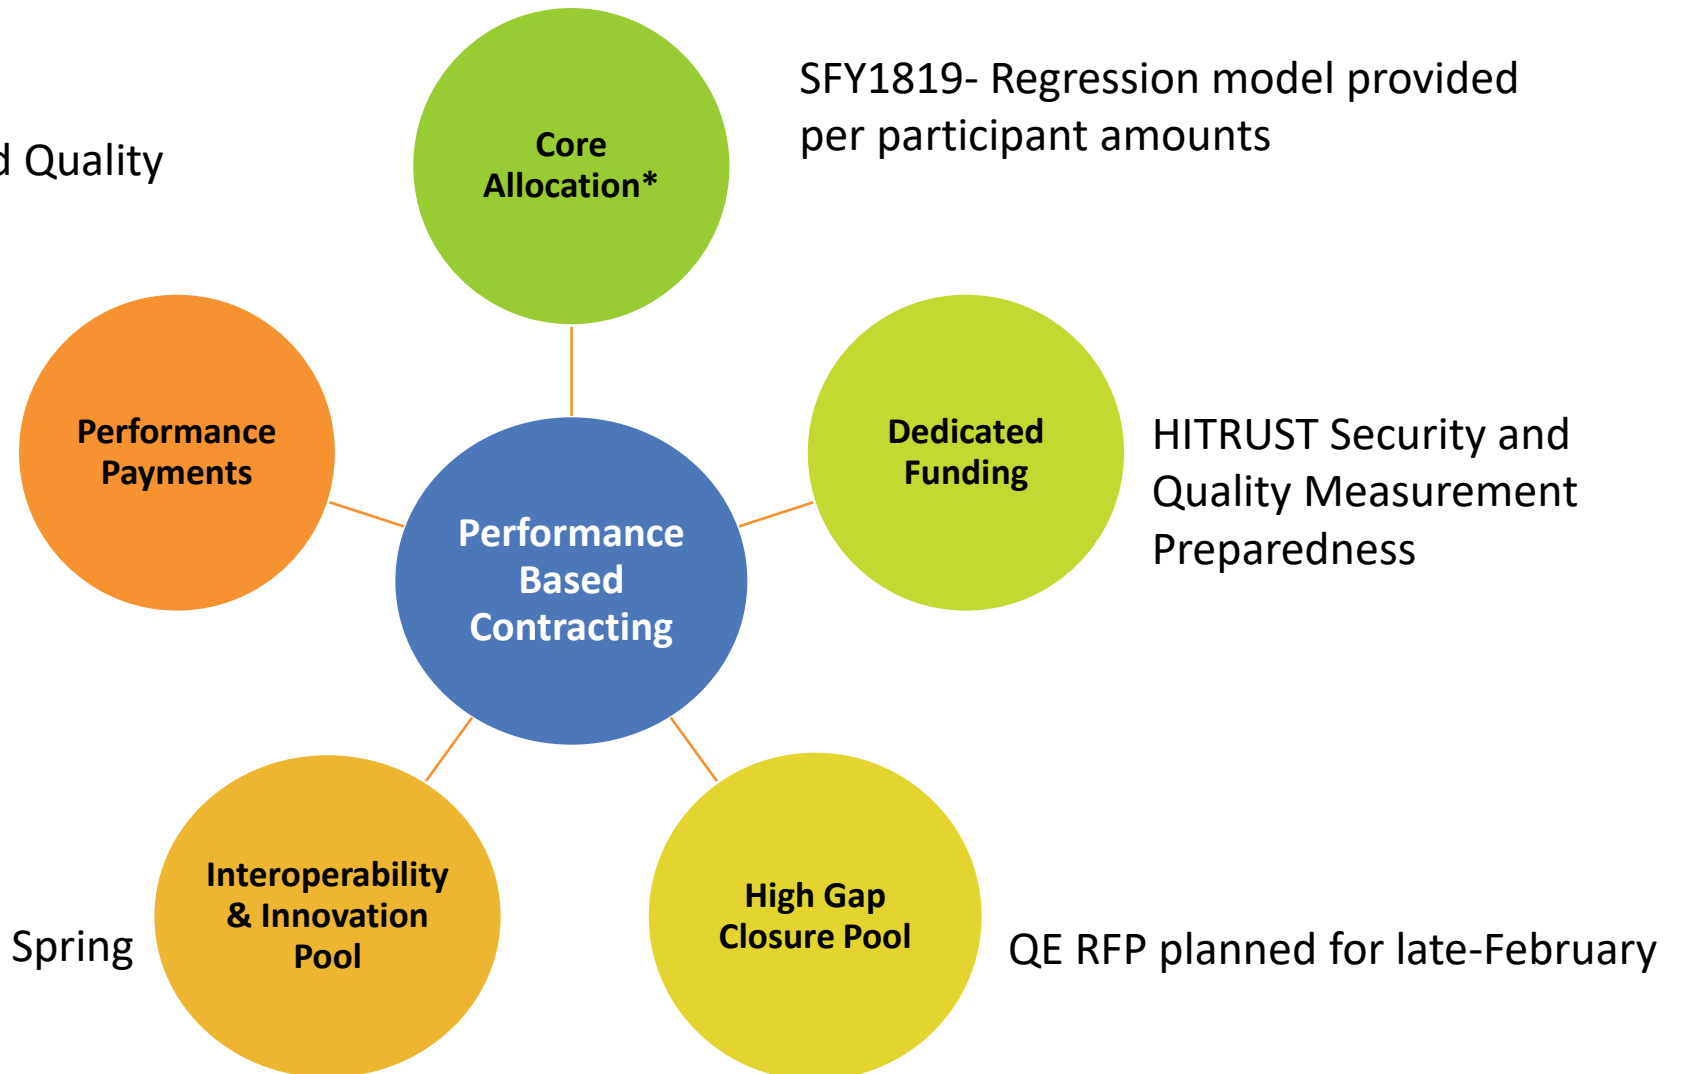 SFY1819- Regression model provided
per participant amounts
Core
Allocation*
Quality
Performance
Payments
Dedicated
Funding
HITRUST Security and
Quality Measurement
Preparedness
Performance
Based
Contracting
Interoperability
& Innovation
Pool
Spring
High Gap
Closure Pool
QE RFP planned for late-February